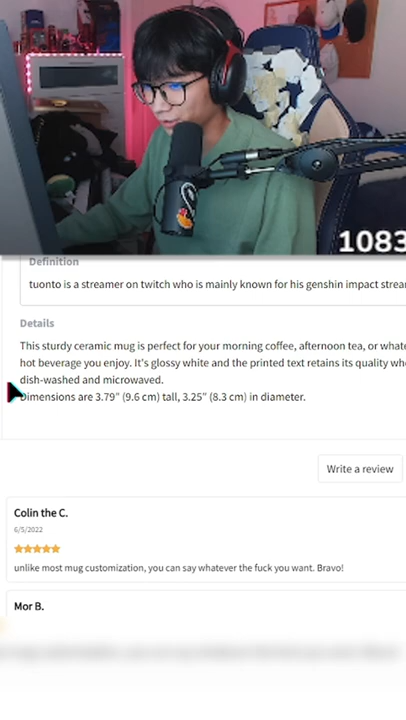 1083
Definition
tuonto is a streamer on twitch who is mainly known for his genshin impact strea
Details
This sturdy ceramic mug is perfect for your morning coffee, afternoon tea, or what
hot beverage you enjoy. It's glossy white and the printed text retains its quality wh
dish-washed and microwaved.
Dimensions are 3.79" (9.6 cm) tall, 3.25" (8.3 cm) in diameter.
Write a review
Colin the C.
6/5/2022
unlike most mug customization, you can say whatever the fuck you want. Bravo!
Mor B.